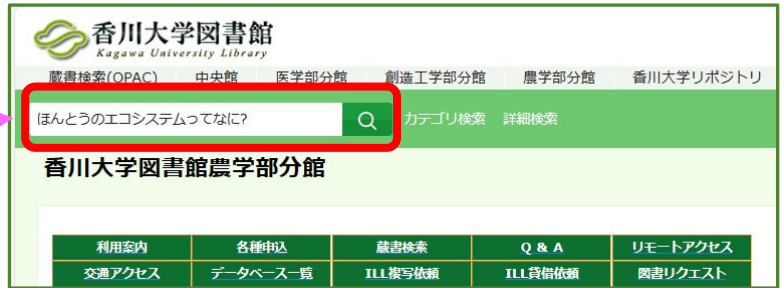 香川大学図書館
Kagawa University Library
蔵書検索(OPAC) 中央館 医学部分館 創造工学部分館 農学部分館 香川大学リポジトリ
ほんとうのエコシステムってなに? カテゴリ検索 詳細検索
香川大学図書館農学部分館
利用案内 各種申込 蔵書検索 Q & A リモートアクセス
交通アクセス データベース一覧 ILL複写依頼 ILL貸借依頼 図書リクエスト